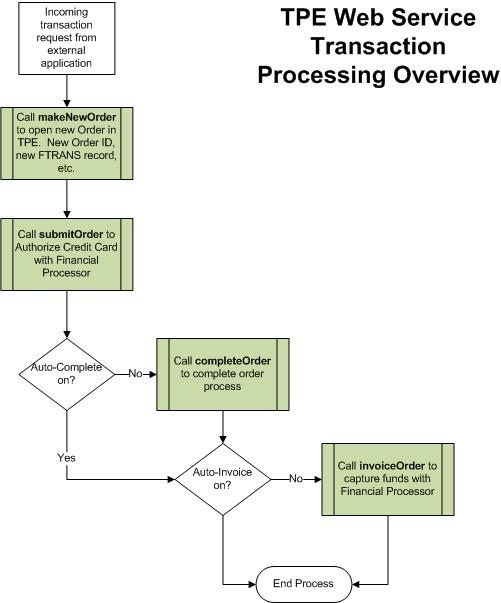 TPE Web Service
Transaction
Processing Overview
Incoming
transaction
request from
external
application
Call makeNewOrder
to open new Order in
TPE. New Order ID,
new FTRANS record,
etc.
Call submitOrder to
Authorize Credit Card
with Financial
Processor
Auto-Complete
on?
No
Call completeOrder
to complete order
process
Yes
Auto-Invoice
on?
No
Call invoiceOrder to
capture funds with
Financial Processor
End Process